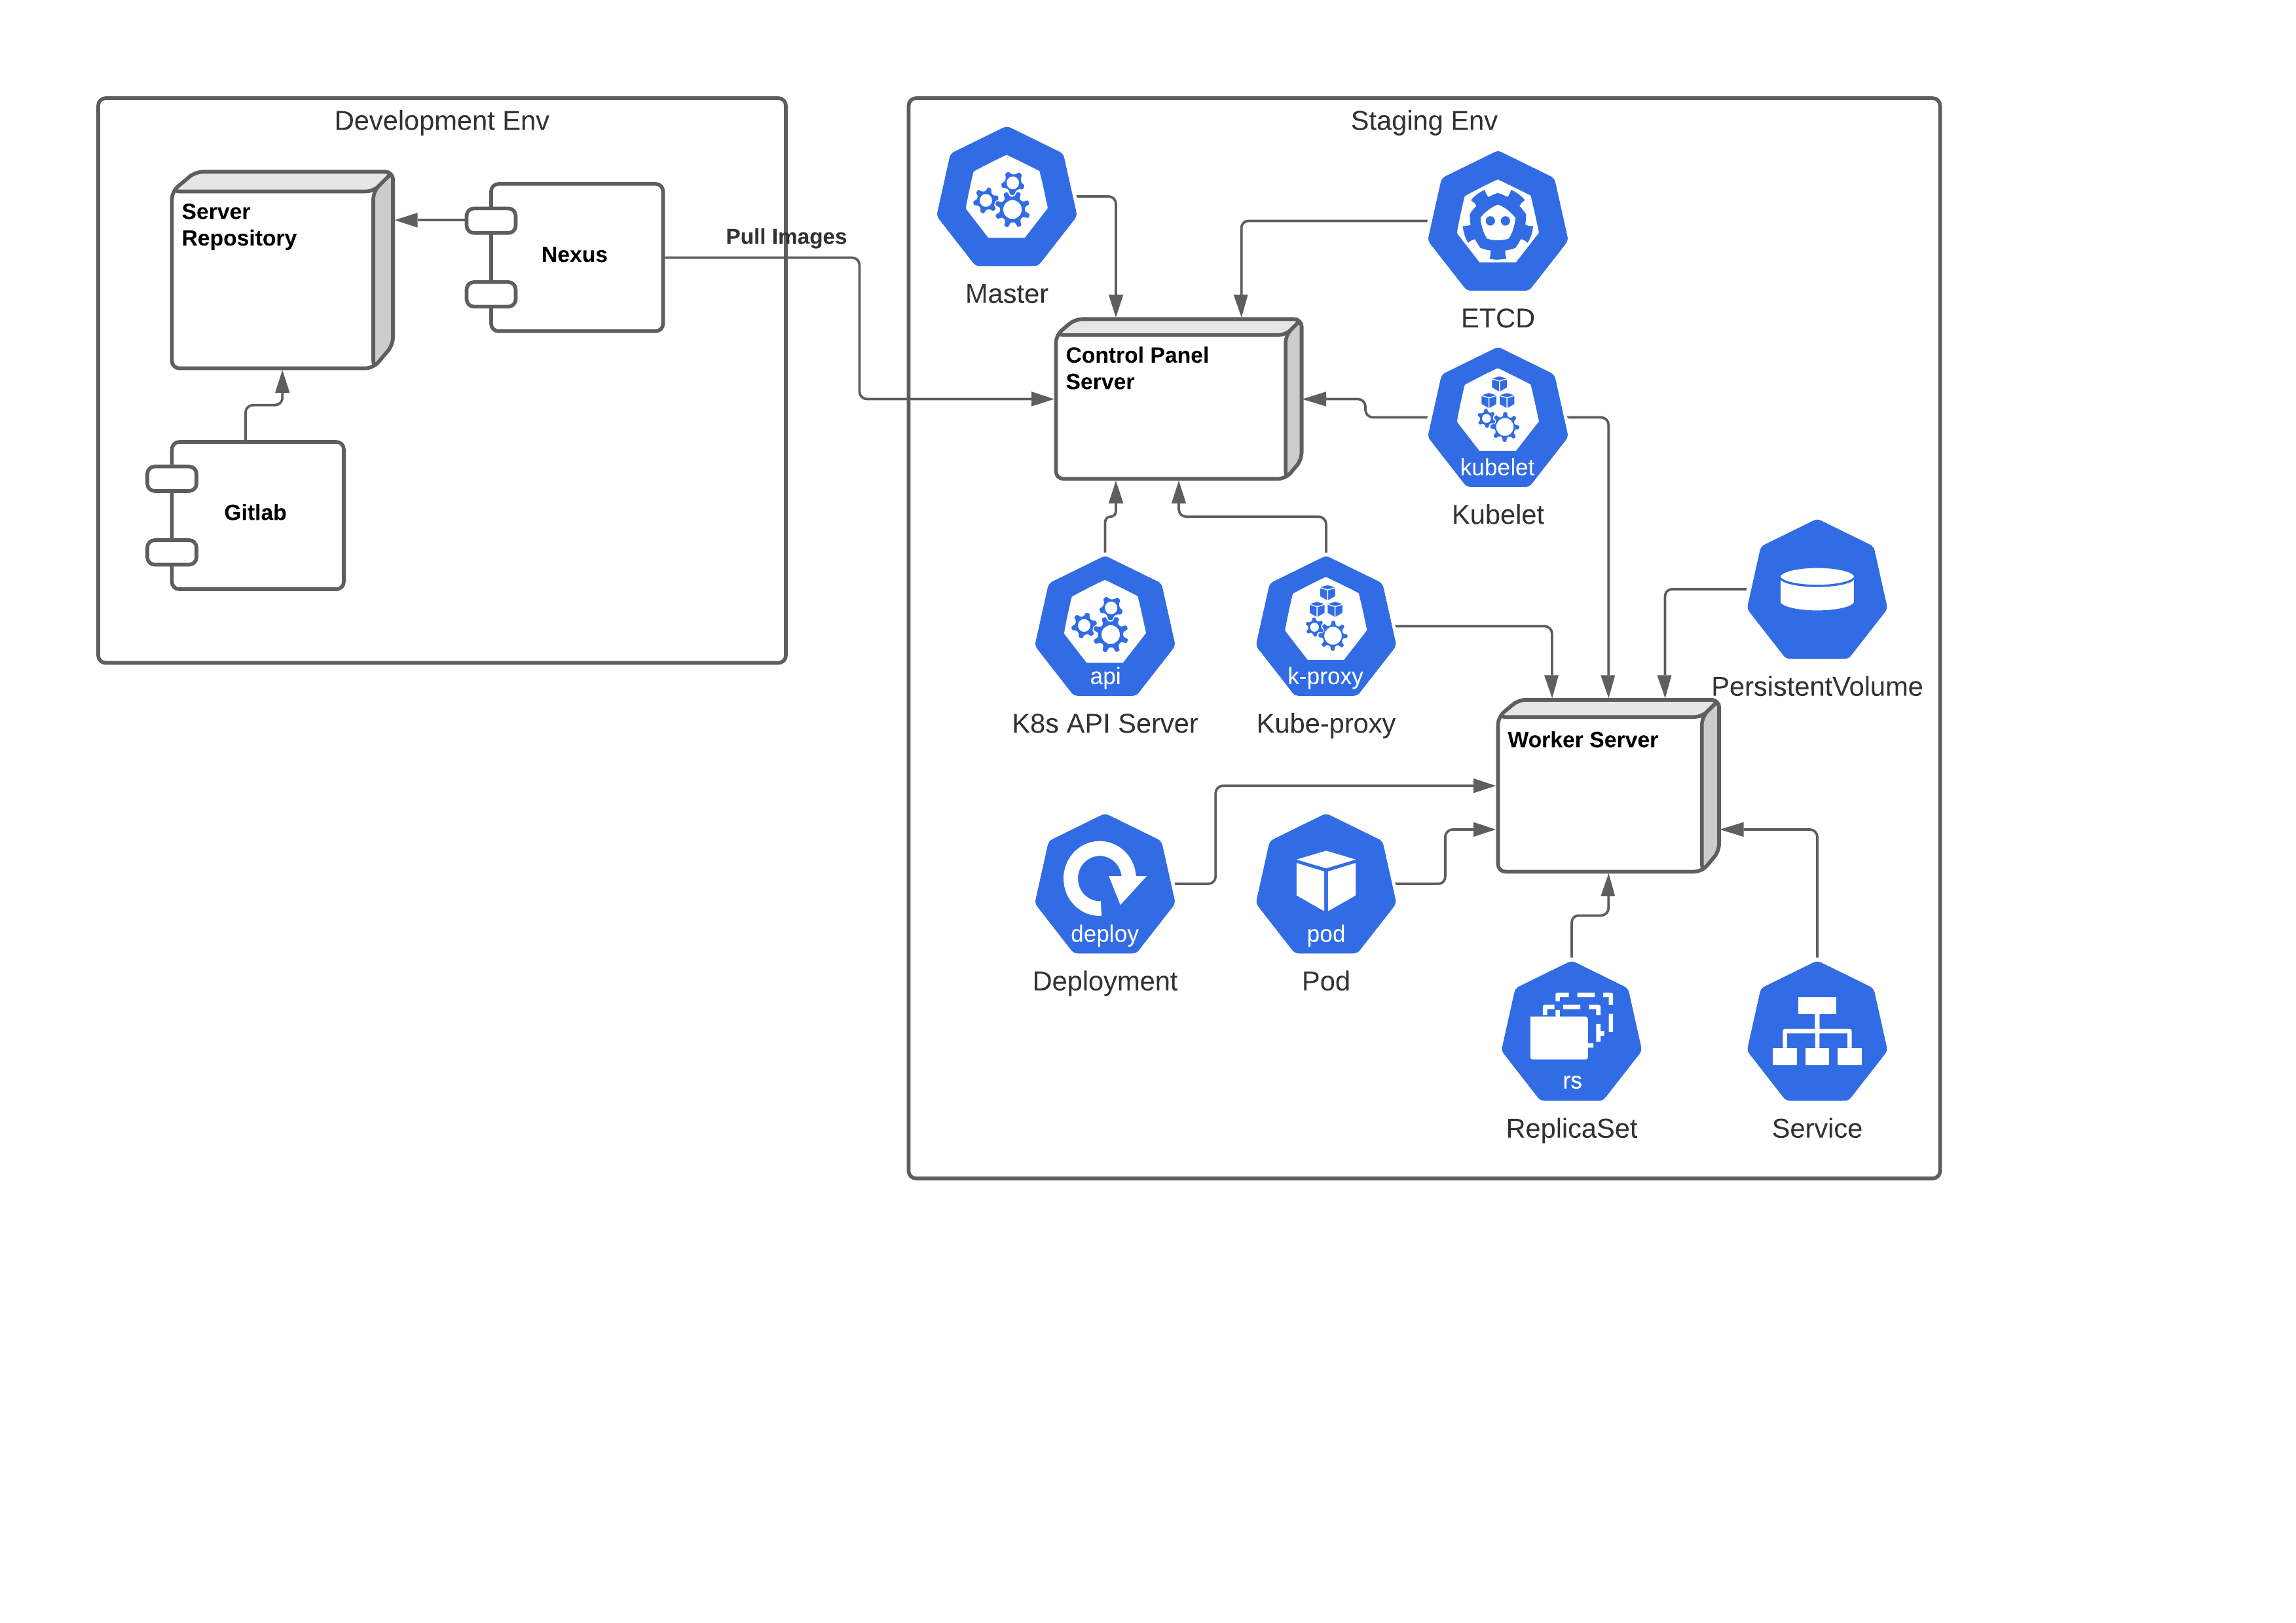 Development Env
Server
Repository
Nexus
Gitlab
Pull Images
Staging Env
Master
ETCD
Control Panel
Server
kubelet
Kubelet
api
K8s API Server
k-proxy
Kube-proxy
PersistentVolume
Worker Server
deploy
Deployment
pod
Pod
rs
ReplicaSet
Service